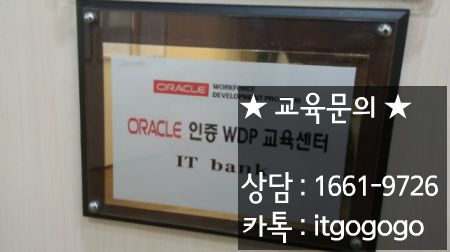 ORACLE WORKFORCE
DEVELOPMENT PROGRAM
ORACLE 인증 WDP 교육센터
IT bank
★ 교육문의 ★
상담 : 1661-9726
카톡 : itgogogo